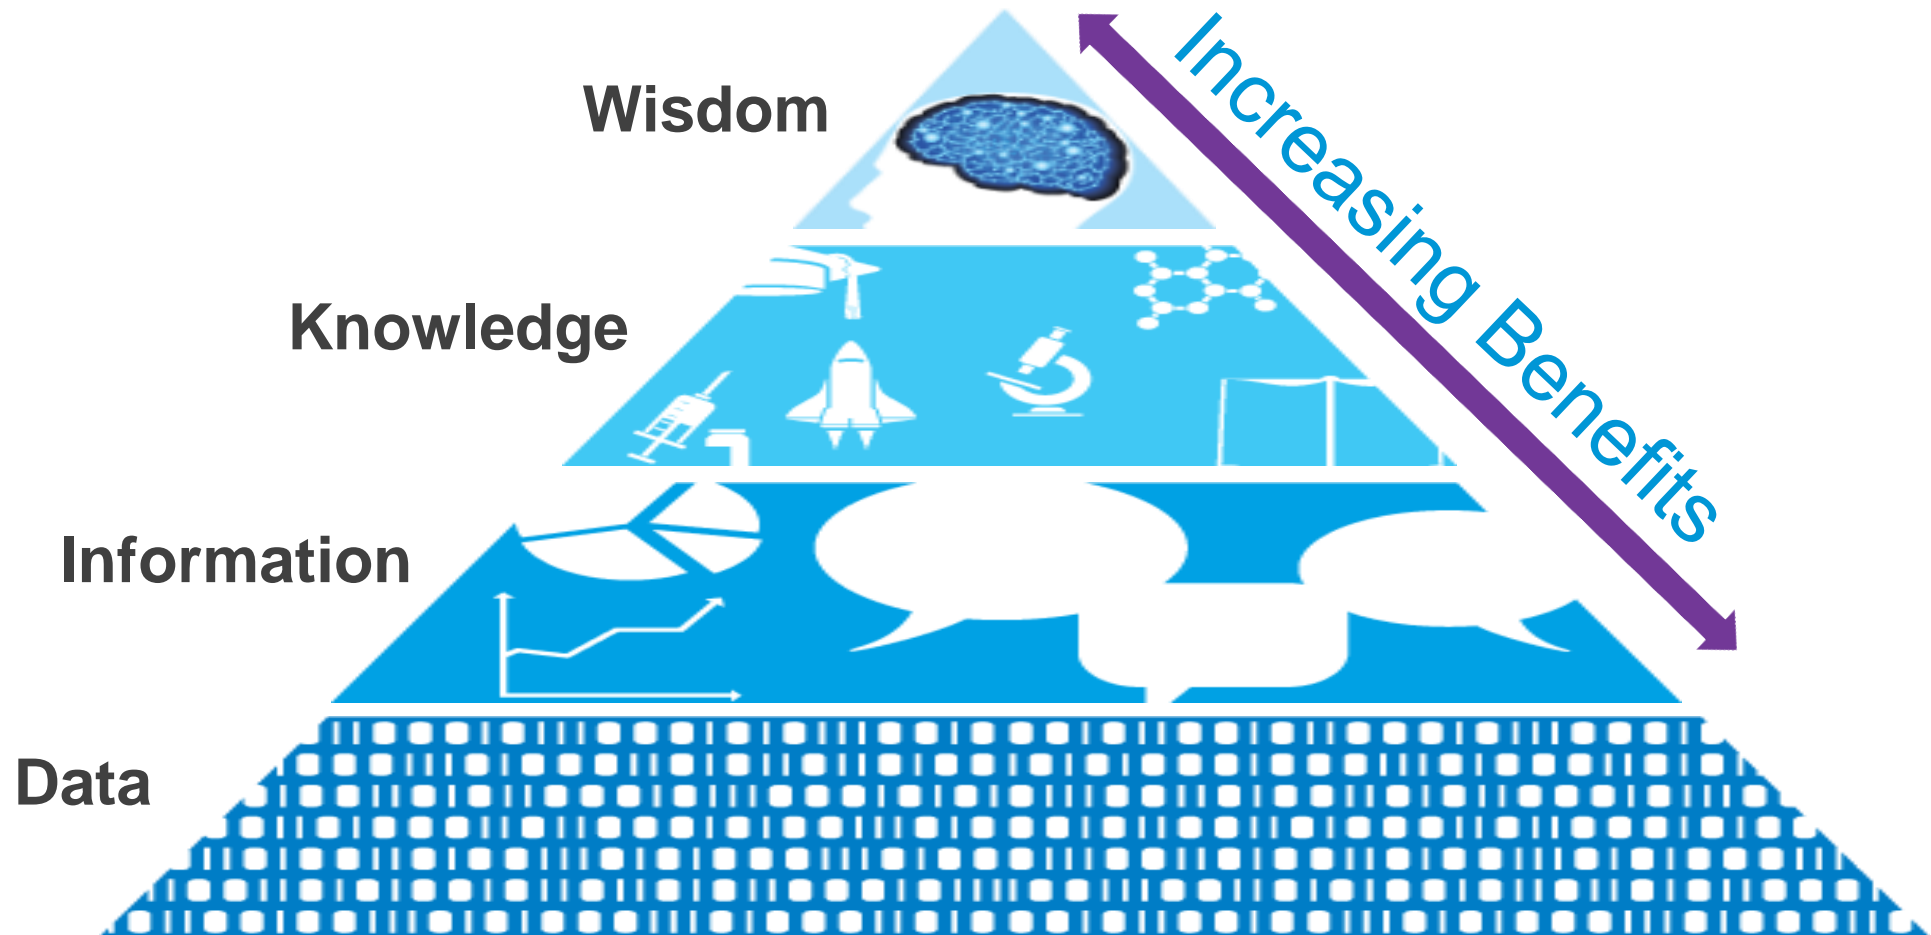 Wisdom
Increasing Benefits
Knowledge
Information
Data